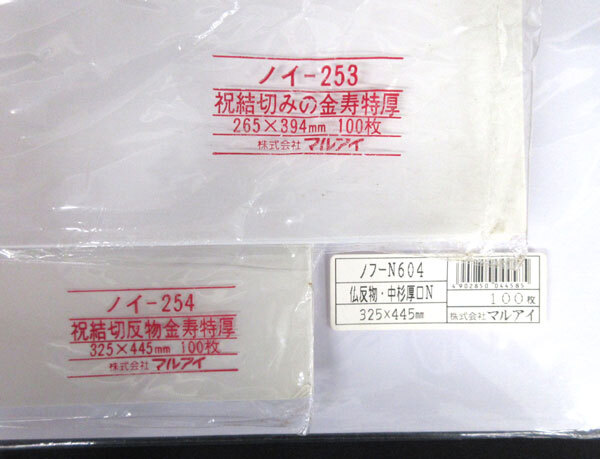 ノイ-253
祝結切みの金寿特厚
265×394mm 100枚
株式会社 マルアイ
ノフ-N604
仏反物・中杉厚口N
325×445mm
4902850 044585
100枚
株式会社 マルアイ
ノイ-254
祝結切反物金寿特厚
325×445mm 100枚
株式会社 マルアイ